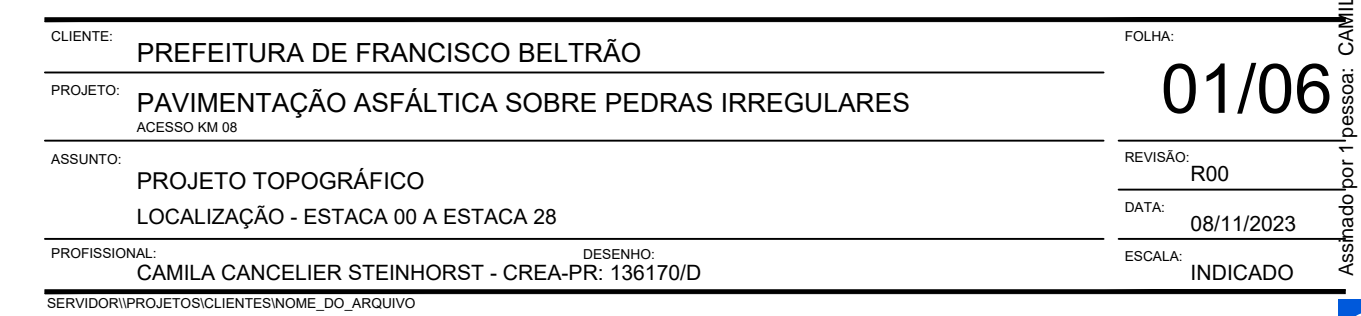 CLIENTE:
PREFEITURA DE FRANCISCO BELTRÃO
PROJETO:
PAVIMENTAÇÃO ASFÁLTICA SOBRE PEDRAS IRREGULARES
ACESSO KM 08
ASSUNTO:
PROJETO TOPOGRÁFICO
LOCALIZAÇÃO - ESTACA 00 A ESTACA 28
PROFISSIONAL:
DESENHO:
CAMILA CANCELIER STEINHORST - CREA-PR: 136170/D
SERVIDOR\\PROJETOS\CLIENTES\NOME_DO_ARQUIVO
FOLHA:
01/06
REVISÃO:
R00
DATA:
08/11/2023
ESCALA:
INDICADO
Assinado por 1 pessoa: